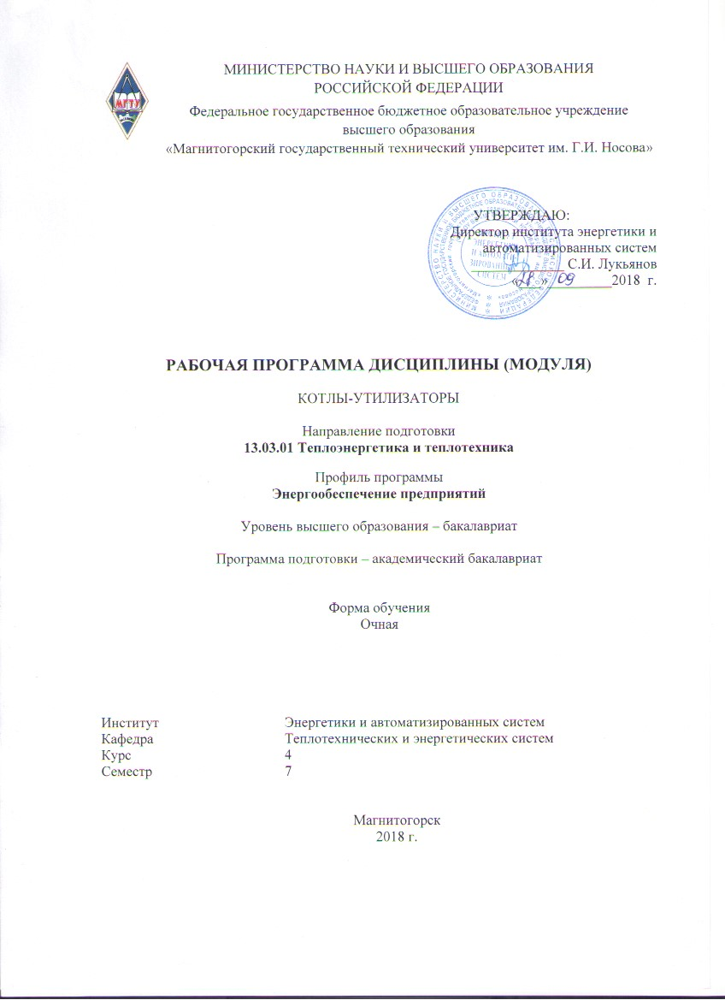 МГТУ
МИНИСТЕРСТВО НАУКИ И ВЫСШЕГО ОБРАЗОВАНИЯ
РОССИЙСКОЙ ФЕДЕРАЦИИ
Федеральное государственное бюджетное образовательное учреждение
высшего образования
«Магнитогорский государственный технический университет им. Г.И. Носова»
УТВЕРЖДАЮ:
Директор института энергетики и
автоматизированных систем
С.И. Лукьянов
«28» 09 2018 г.
РАБОЧАЯ ПРОГРАММА ДИСЦИПЛИНЫ (МОДУЛЯ)
КОТЛЫ-УТИЛИЗАТОРЫ
Направление подготовки
13.03.01 Теплоэнергетика и теплотехника
Профиль программы
Энергообеспечение предприятий
Уровень высшего образования – бакалавриат
Программа подготовки – академический бакалавриат
Форма обучения
Очная
Институт Энергетики и автоматизированных систем
Кафедра Теплотехнических и энергетических систем
Курс 4
Семестр 7
Магнитогорск
2018 г.